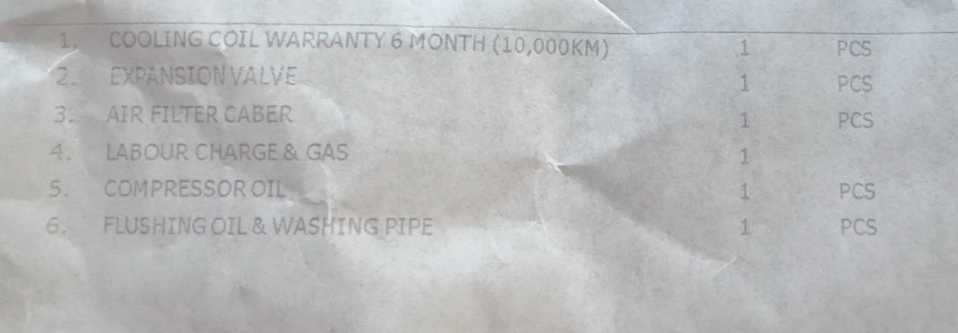 1. COOLING COIL WARRANTY 6 MONTH (10,000KM) 1 PCS
2. EXPANSION VALVE 1 PCS
3. AIR FILTER CABER 1 PCS
4. LABOUR CHARGE & GAS 1
5. COMPRESSOR OIL 1 PCS
6. FLUSHING OIL & WASHING PIPE 1 PCS